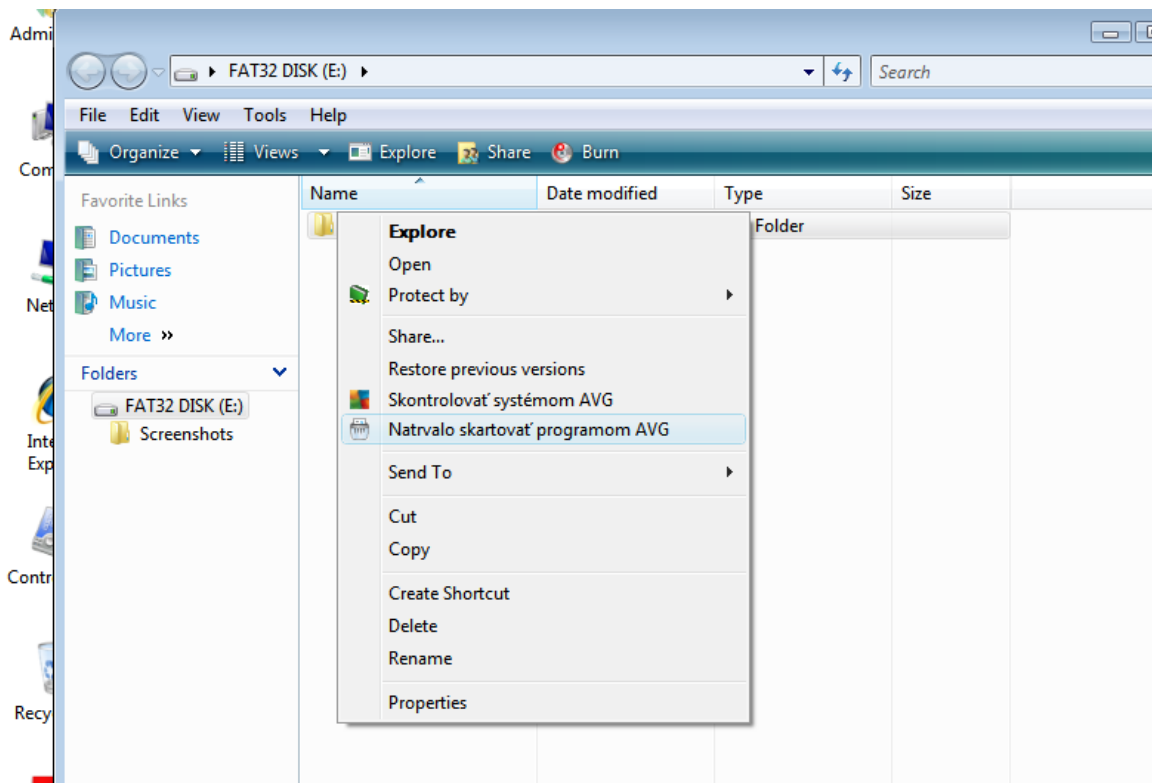 Admi
FAT32 DISK (E:)
Search
File Edit View Tools Help
Organize Views Explore Share Burn
Com
Favorite Links
Name Date modified Type Size
Documents
Folder
Explore
Open
Pictures
Protect by
Net
Music
More »
Share...
Restore previous versions
Folders
Skontrolovať systémom AVG
FAT32 DISK (E:)
Natrvalo skartovať programom AVG
Screenshots
Inte
Exp
Send To
Cut
Copy
Contr
Create Shortcut
Delete
Rename
Properties
Recy